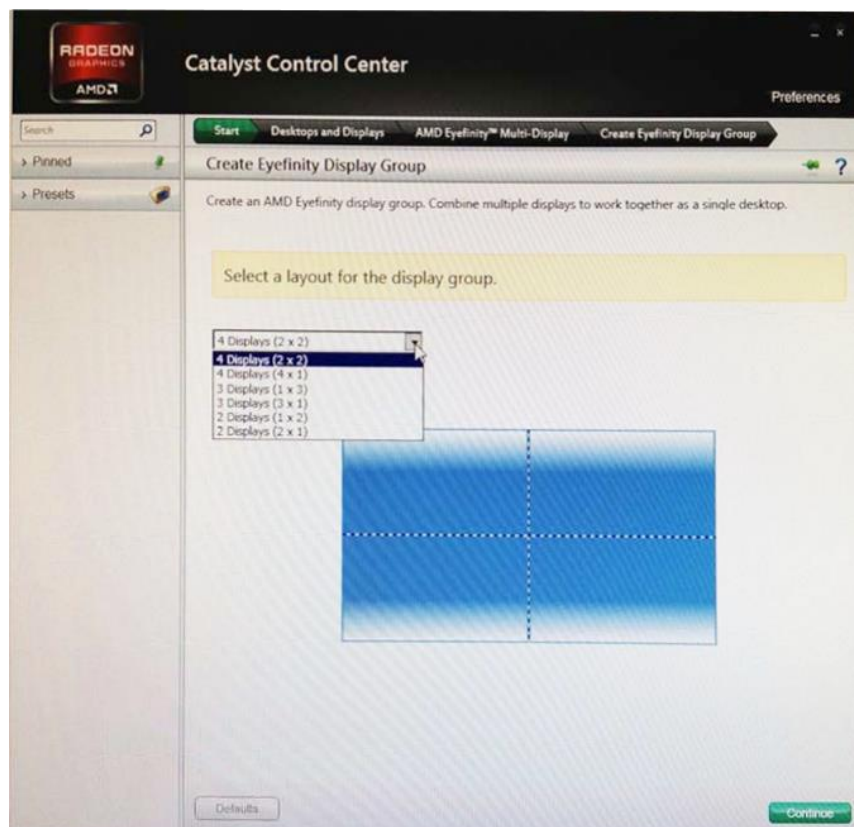 RADEON
GRAPHICS
AMD
Catalyst Control Center
Preferences
Search
Start Desktops and Displays AMD Eyefinity™ Multi-Display Create Eyefinity Display Group
› Pinned
› Presets
Create Eyefinity Display Group
?
Create an AMD Eyefinity display group. Combine multiple displays to work together as a single desktop.
Select a layout for the display group.
4 Displays (2 x 2)
4 Displays (2 x 2)
4 Displays (4 x 1)
3 Displays (1 x 3)
3 Displays (3 x 1)
2 Displays (1 x 2)
2 Displays (2 x 1)
Defaults
Continue